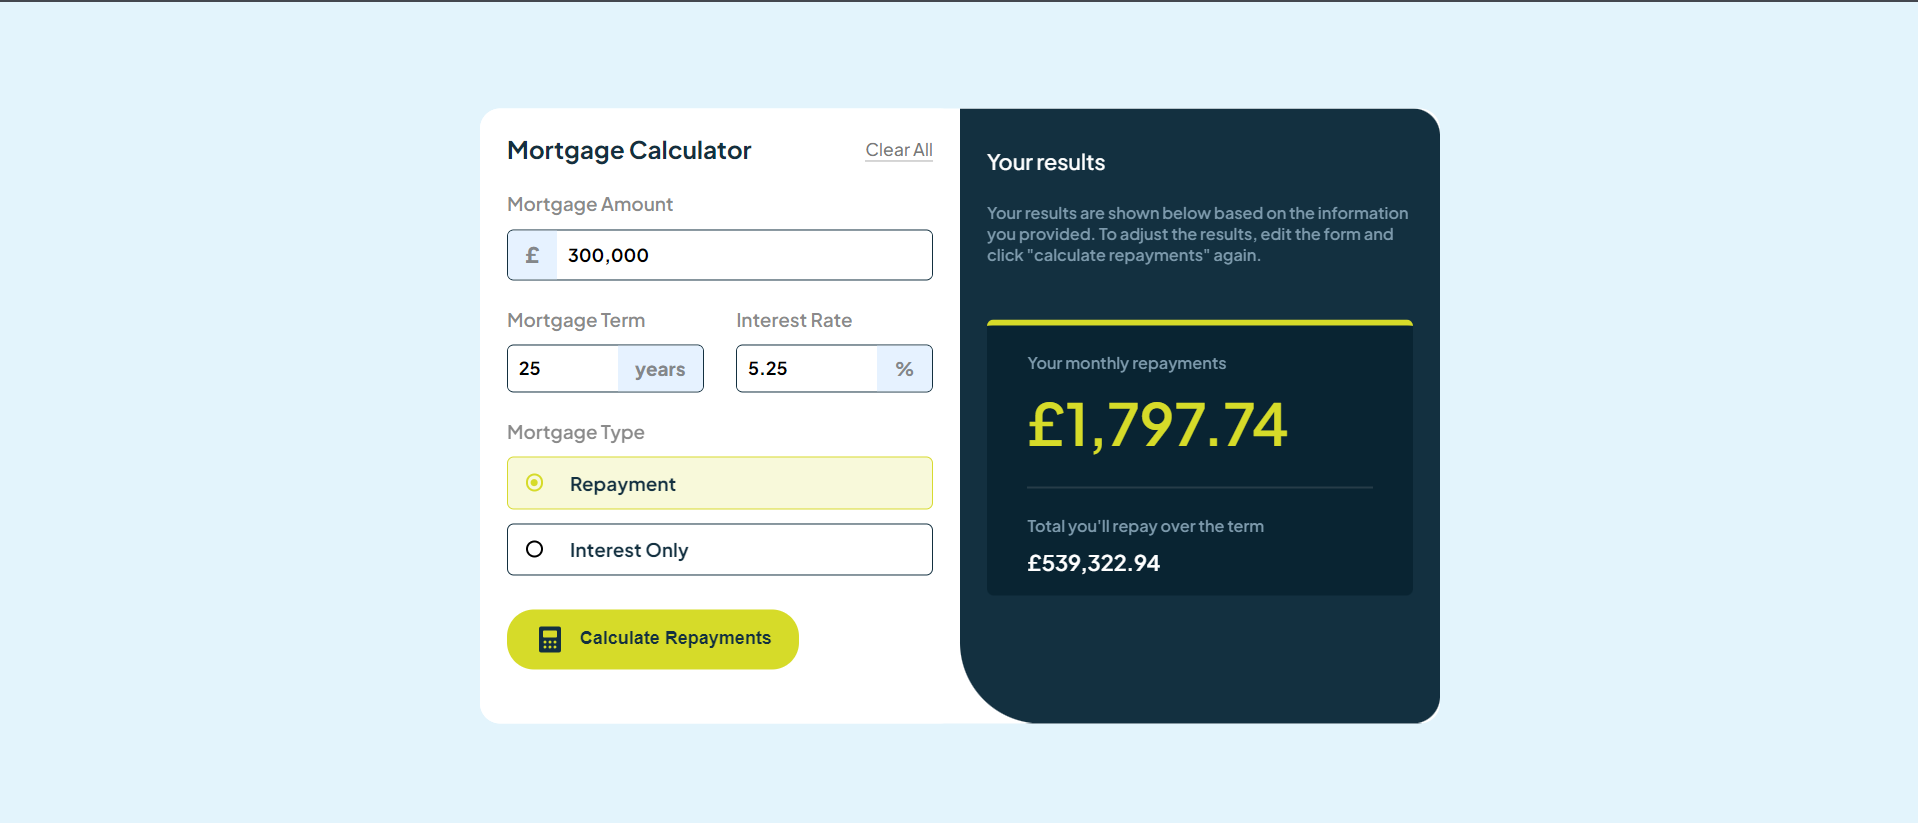 Mortgage Calculator
Clear All
Mortgage Amount
£ 300,000
Mortgage Term
25 years
Interest Rate
5.25 %
Mortgage Type
Repayment
Interest Only
Calculate Repayments
Your results
Your results are shown below based on the information
you provided. To adjust the results, edit the form and
click "calculate repayments" again.
Your monthly repayments
£1,797.74
Total you'll repay over the term
£539,322.94